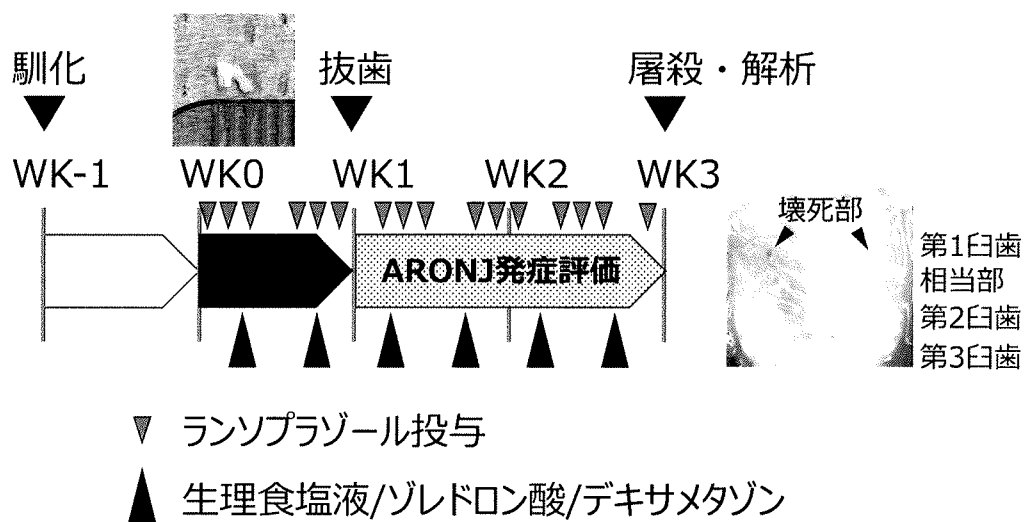 馴化
抜歯
屠殺・解析
WK-1
WK0
WK1
WK2
WK3
ARONJ発症評価
壊死部
第1臼歯
相当部
第2臼歯
第3臼歯
ランソプラゾール投与
生理食塩液/ゾレドロン酸/デキサメタゾン